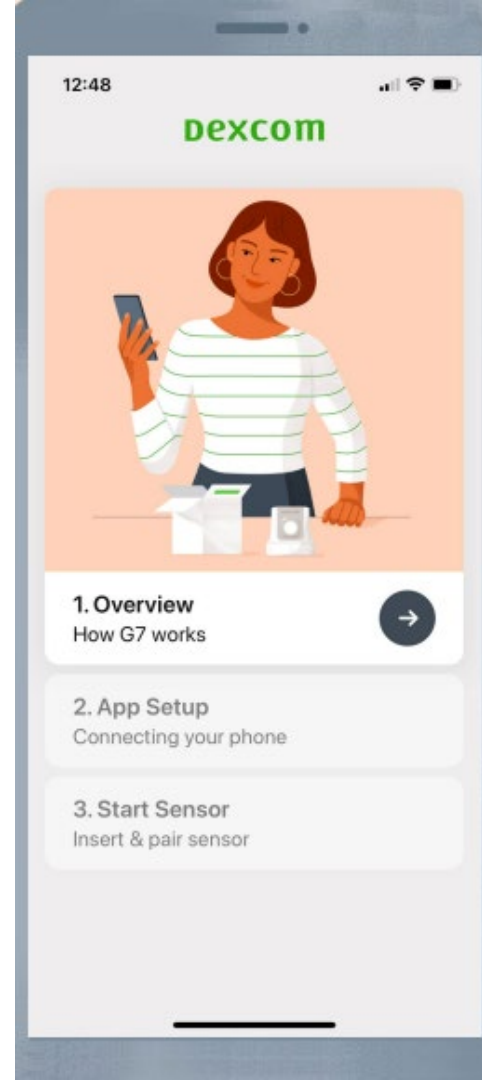 12:48
Dexcom
1. Overview
How G7 works
2. App Setup
Connecting your phone
3. Start Sensor
Insert & pair sensor